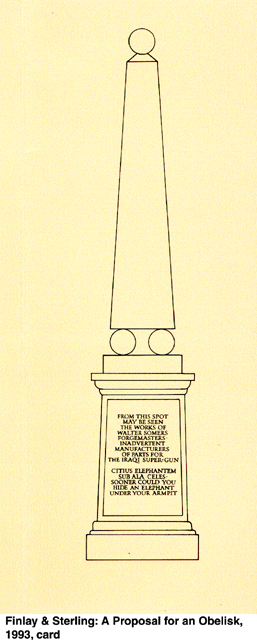 FROM THIS SPOT
MAY BE SEEN
THE WORKS OF
WALTER SOMERS
FORGEMASTERS·
INADVERTENT
MANUFACTURERS
OF PARTS FOR
THE IRAQI SUPER-GUN
CITIUS ELEPHANTEM
SUB ALA CELES·
SOONER COULD YOU
HIDE AN ELEPHANT
UNDER YOUR ARMPIT
Finlay & Sterling: A Proposal for an Obelisk,
1993, card